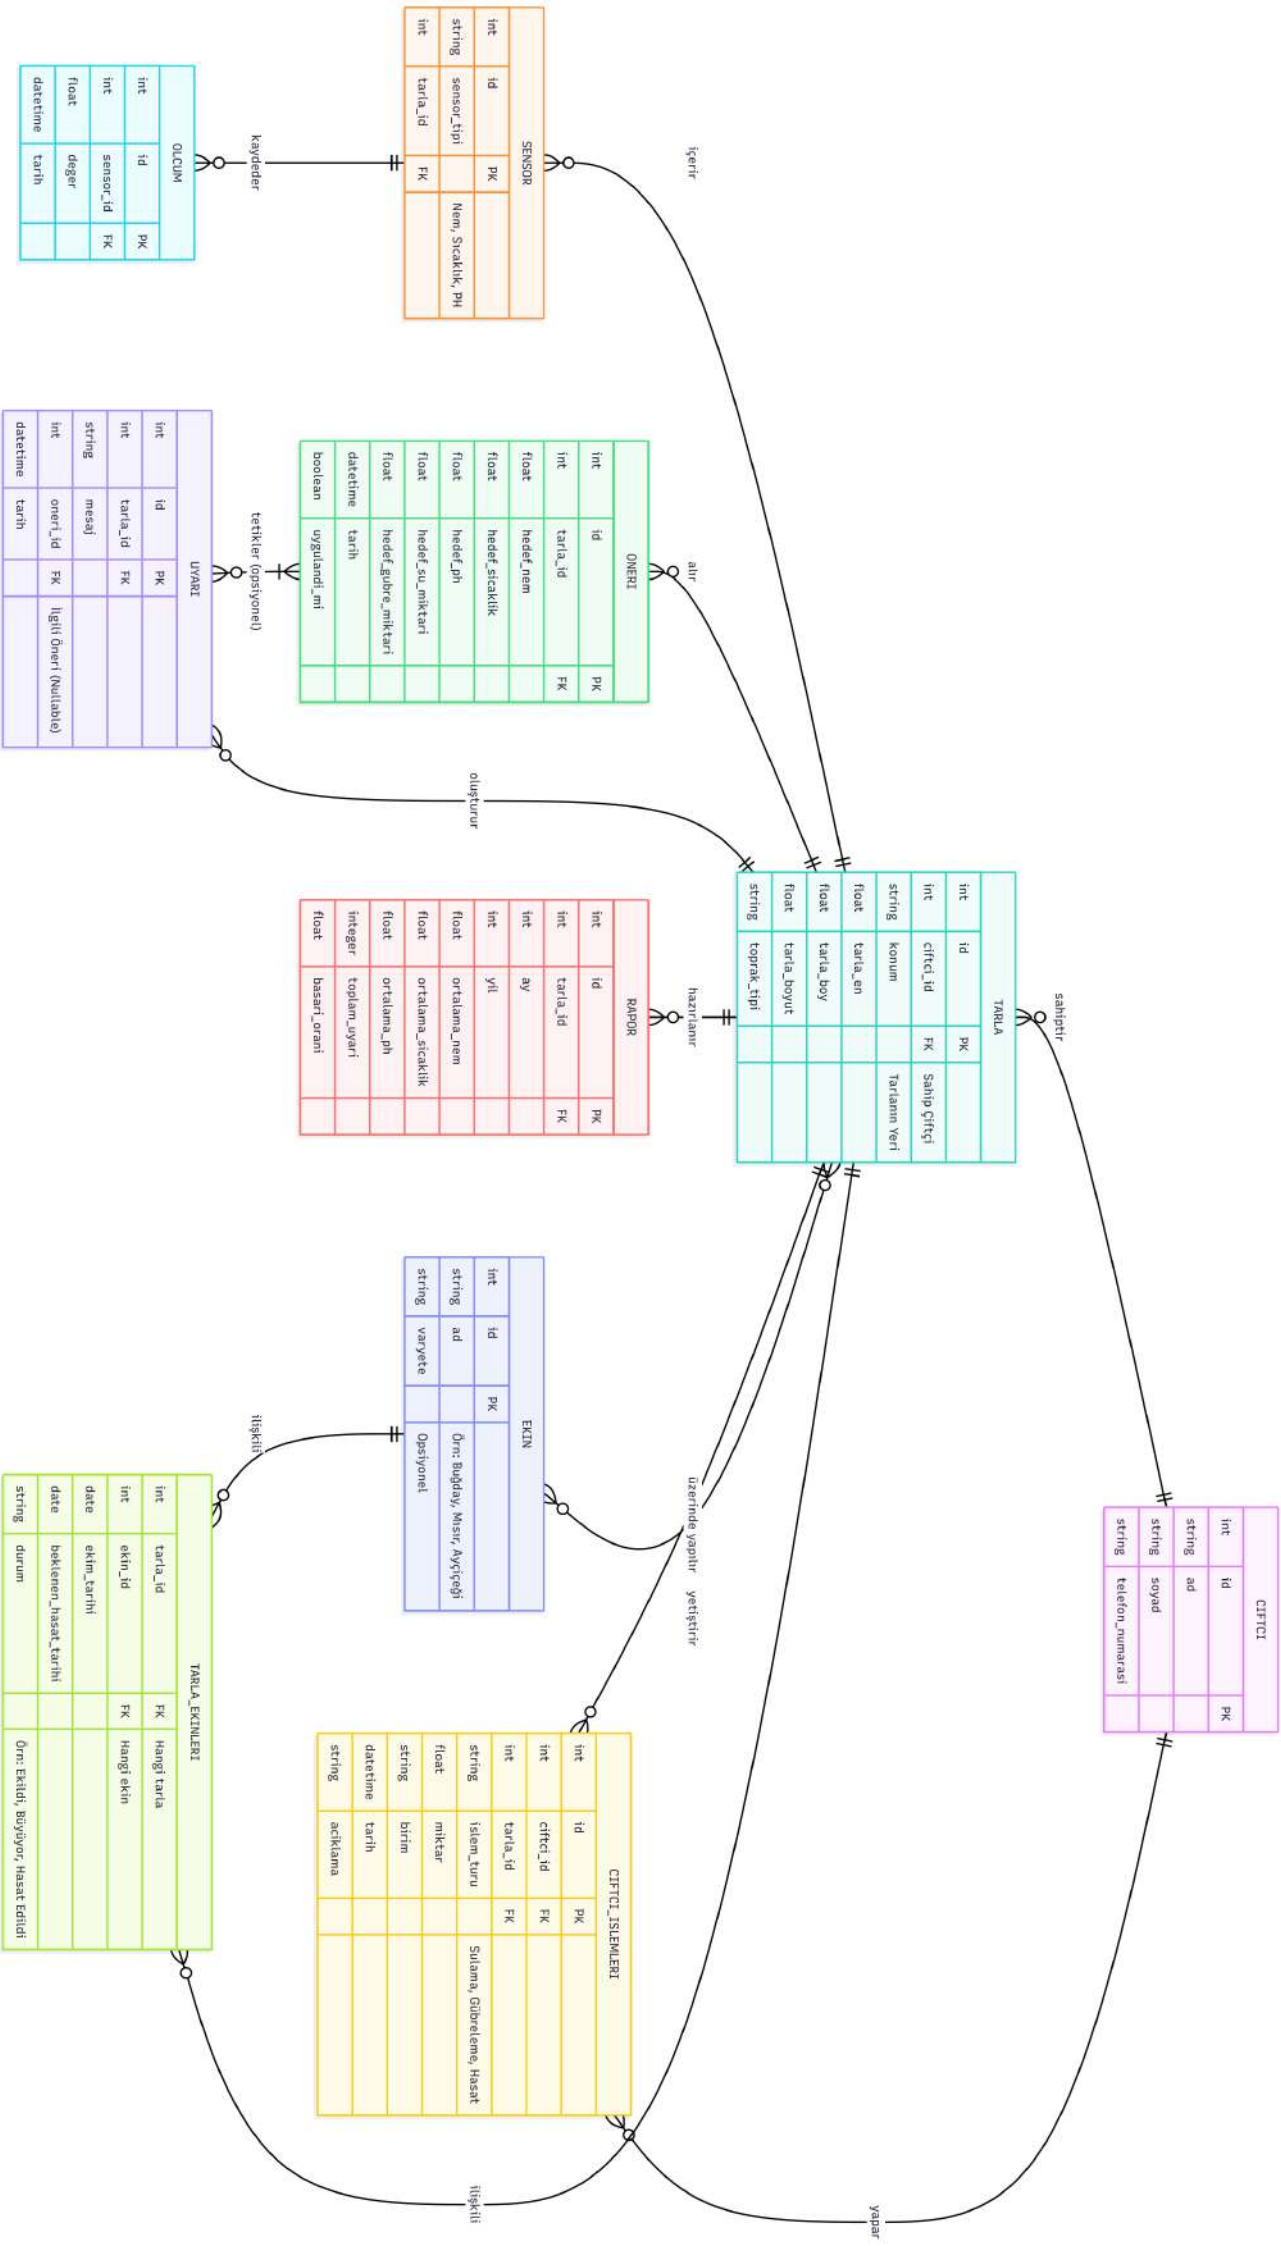 CIFTCI
int id PK
string ad
string soyad
string telefon_numarasi
sahiptir
yapar
TARLA
int id PK
int ciftci_id FK Sahip Çiftçi
string konum Tarlanın Yeri
float tarla_en
float tarla_boy
float tarla_boyut
string toprak_tipi
içerir
alır
hazırlanır
üzerinde yapılır
yetiştirir
SENSOR
int id PK
string sensor_tipi Nem, Sıcaklık, PH
int tarla_id FK
ONERI
int id PK
int tarla_id FK
float hedef_nem
float hedef_sicaklik
float hedef_ph
float hedef_su_miktari
float hedef_gubre_miktari
datetime tarih
boolean uygulandi_mi
RAPOR
int id PK
int tarla_id FK
int ay
int yil
float ortalama_nem
float ortalama_sicaklik
float ortalama_ph
integer toplam_uyari
float basari_orani
EKIN
int id PK
string ad Örn: Buğday, Mısır, Ayçiçeği
string varyete Opsiyonel
CIFTCI_ISLEMLERI
int id PK
int ciftci_id FK
int tarla_id FK
string islem_turu Sulama, Gübreleme, Hasat
float miktar
string birim
datetime tarih
string aciklama
oluşturur
ilişkili
kaydeder
tetikler (opsiyonel)
ilişkili
OLCUM
int id PK
int sensor_id FK
float deger
datetime tarih
UYARI
int id PK
int tarla_id FK
string mesaj
int oneri_id FK İlgili Öneri (Nullable)
datetime tarih
TARLA_EKINLERI
int tarla_id FK Hangi tarla
int ekin_id FK Hangi ekin
date ekim_tarihi
date beklenen_hasat_tarihi
string durum Örn: Ekildi, Büyüyor, Hasat Edildi